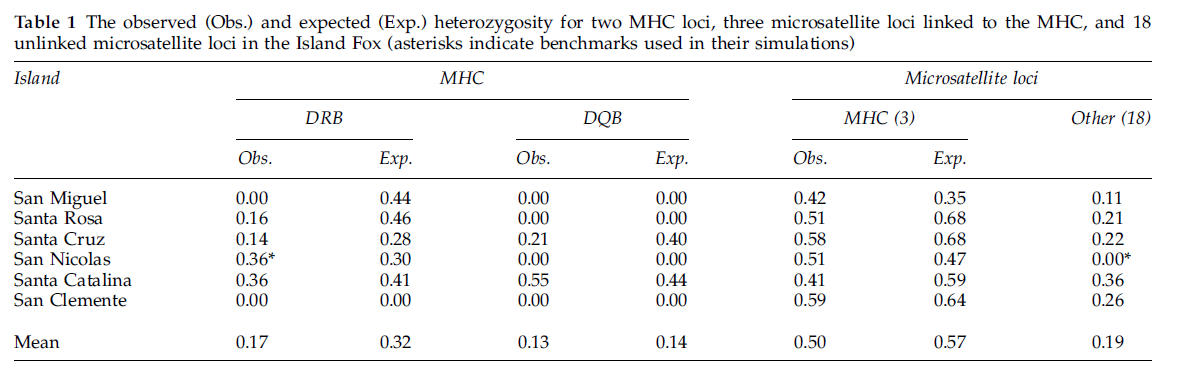 Table 1 The observed (Obs.) and expected (Exp.) heterozygosity for two MHC loci, three microsatellite loci linked to the MHC, and 18
unlinked microsatellite loci in the Island Fox (asterisks indicate benchmarks used in their simulations)
Island MHC Microsatellite loci
DRB DQB MHC (3) Other (18)
Obs. Exp. Obs. Exp. Obs. Exp.
San Miguel 0.00 0.44 0.00 0.00 0.42 0.35 0.11
Santa Rosa 0.16 0.46 0.00 0.00 0.51 0.68 0.21
Santa Cruz 0.14 0.28 0.21 0.40 0.58 0.68 0.22
San Nicolas 0.36* 0.30 0.00 0.00 0.51 0.47 0.00*
Santa Catalina 0.36 0.41 0.55 0.44 0.41 0.59 0.36
San Clemente 0.00 0.00 0.00 0.00 0.59 0.64 0.26
Mean 0.17 0.32 0.13 0.14 0.50 0.57 0.19